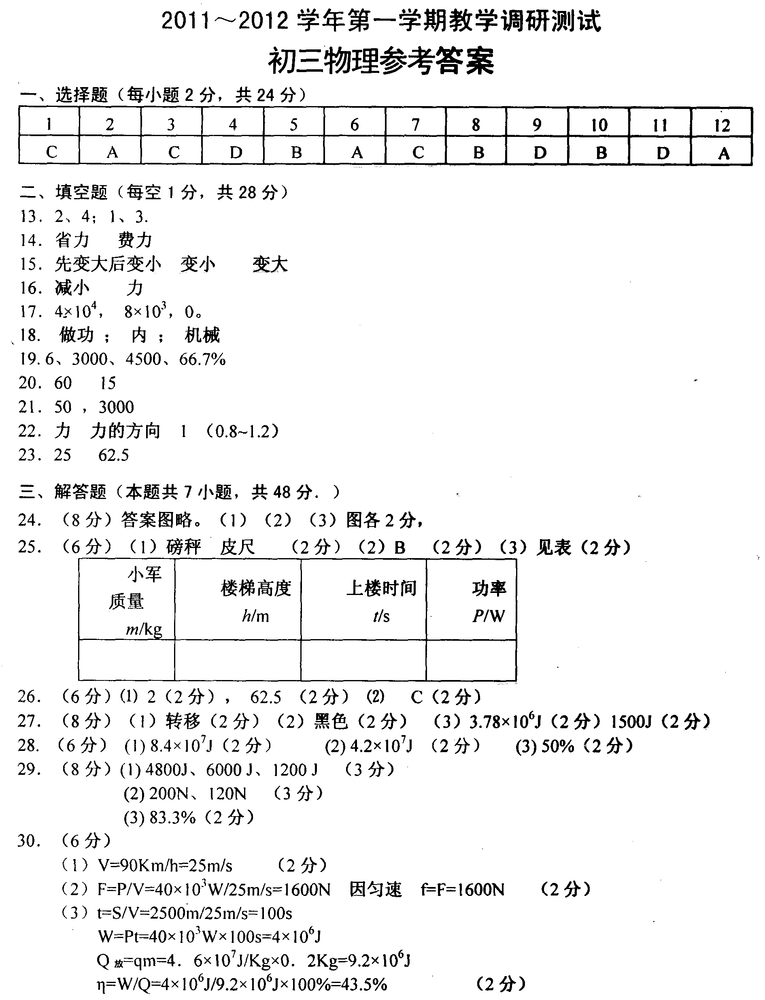 2011～2012 学年第一学期教学调研测试
初三物理参考答案
一、选择题（每小题 2 分，共 24 分）
1 2 3 4 5 6 7 8 9 10 11 12
C A C D B A C B D B D A
二、填空题（每空 1 分，共 28 分）
13. 2、4；1、3.
14. 省力 费力
15. 先变大后变小 变小 变大
16. 减小 力
17. 4×10⁴， 8×10³，0。
18. 做功 ； 内 ； 机械
19. 6、3000、4500、66.7%
20. 60 15
21. 50 ，3000
22. 力 力的方向 1 （0.8~1.2）
23. 25 62.5
三、解答题（本题共 7 小题，共 48 分．）
24. （8 分）答案图略。（1）（2）（3）图各 2 分，
25. （6 分）（1）磅秤 皮尺 （2 分）（2）B （2 分）（3）见表（2 分）
小军质量 m/kg 楼梯高度 h/m 上楼时间 t/s 功率 P/W
26. （6 分）(1) 2（2 分）， 62.5 （2 分） (2) C（2 分）
27. （8 分）（1）转移（2 分）（2）黑色（2 分） （3）3.78×10⁶J（2 分）1500J（2 分）
28. （6 分） (1) 8.4×10⁷J（2 分） (2) 4.2×10⁷J （2 分） (3) 50%（2 分）
29. （8 分）(1) 4800J、6000 J、1200 J （3 分）
(2) 200N、120N （3 分）
(3) 83.3%（2 分）
30. （6 分）
（1）V=90Km/h=25m/s （2 分）
（2）F=P/V=40×10³W/25m/s=1600N 因匀速 f=F=1600N （2 分）
（3）t=S/V=2500m/25m/s=100s
W=Pt=40×10³W×100s=4×10⁶J
Q 放=qm=4．6×10⁷J/Kg×0．2Kg=9.2×10⁶J
η=W/Q=4×10⁶J/9.2×10⁶J×100%=43.5% （2 分）